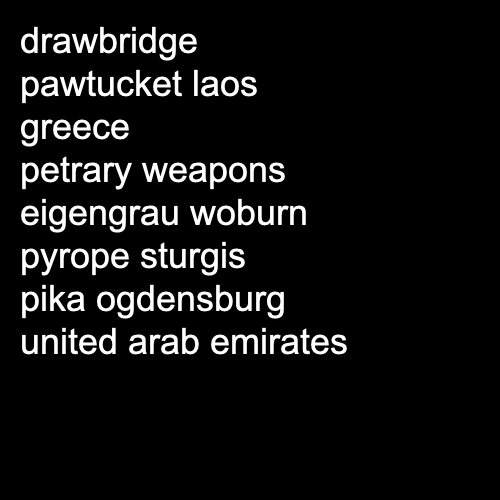 drawbridge
pawtucket laos
greece
petrary weapons
eigengrau woburn
pyrope sturgis
pika ogdensburg
united arab emirates